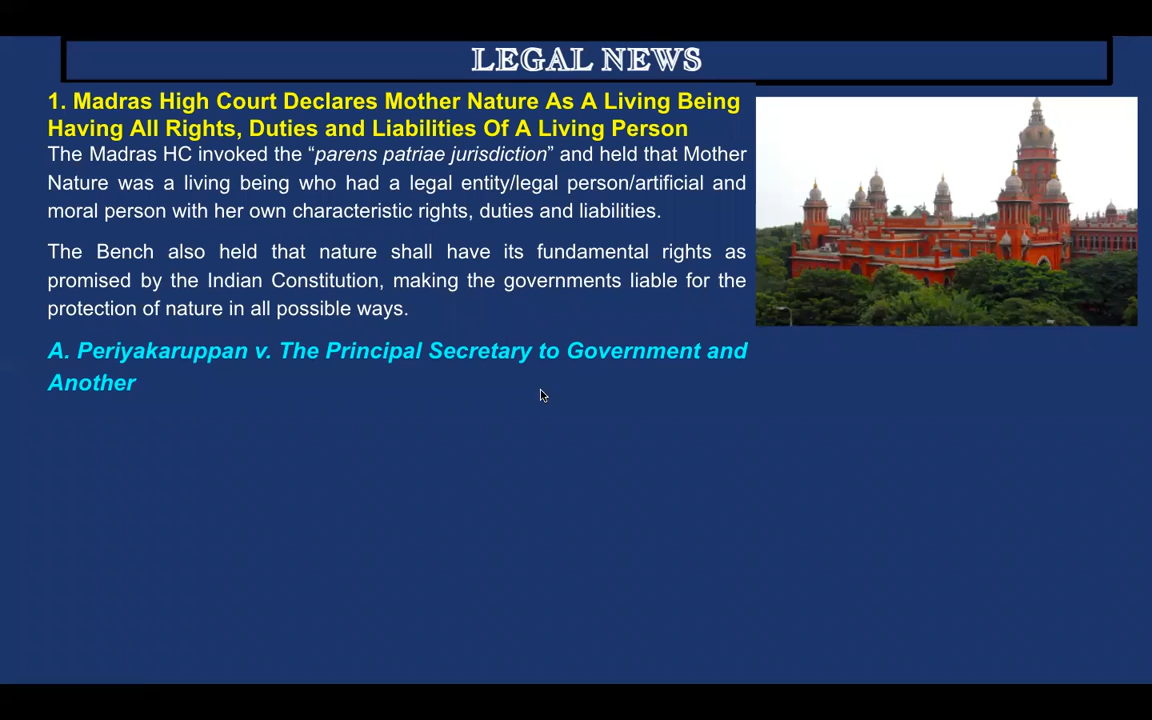 LEGAL NEWS
1. Madras High Court Declares Mother Nature As A Living Being
Having All Rights, Duties and Liabilities Of A Living Person
The Madras HC invoked the “parens patriae jurisdiction” and held that Mother
Nature was a living being who had a legal entity/legal person/artificial and
moral person with her own characteristic rights, duties and liabilities.
The Bench also held that nature shall have its fundamental rights as
promised by the Indian Constitution, making the governments liable for the
protection of nature in all possible ways.
A. Periyakaruppan v. The Principal Secretary to Government and
Another